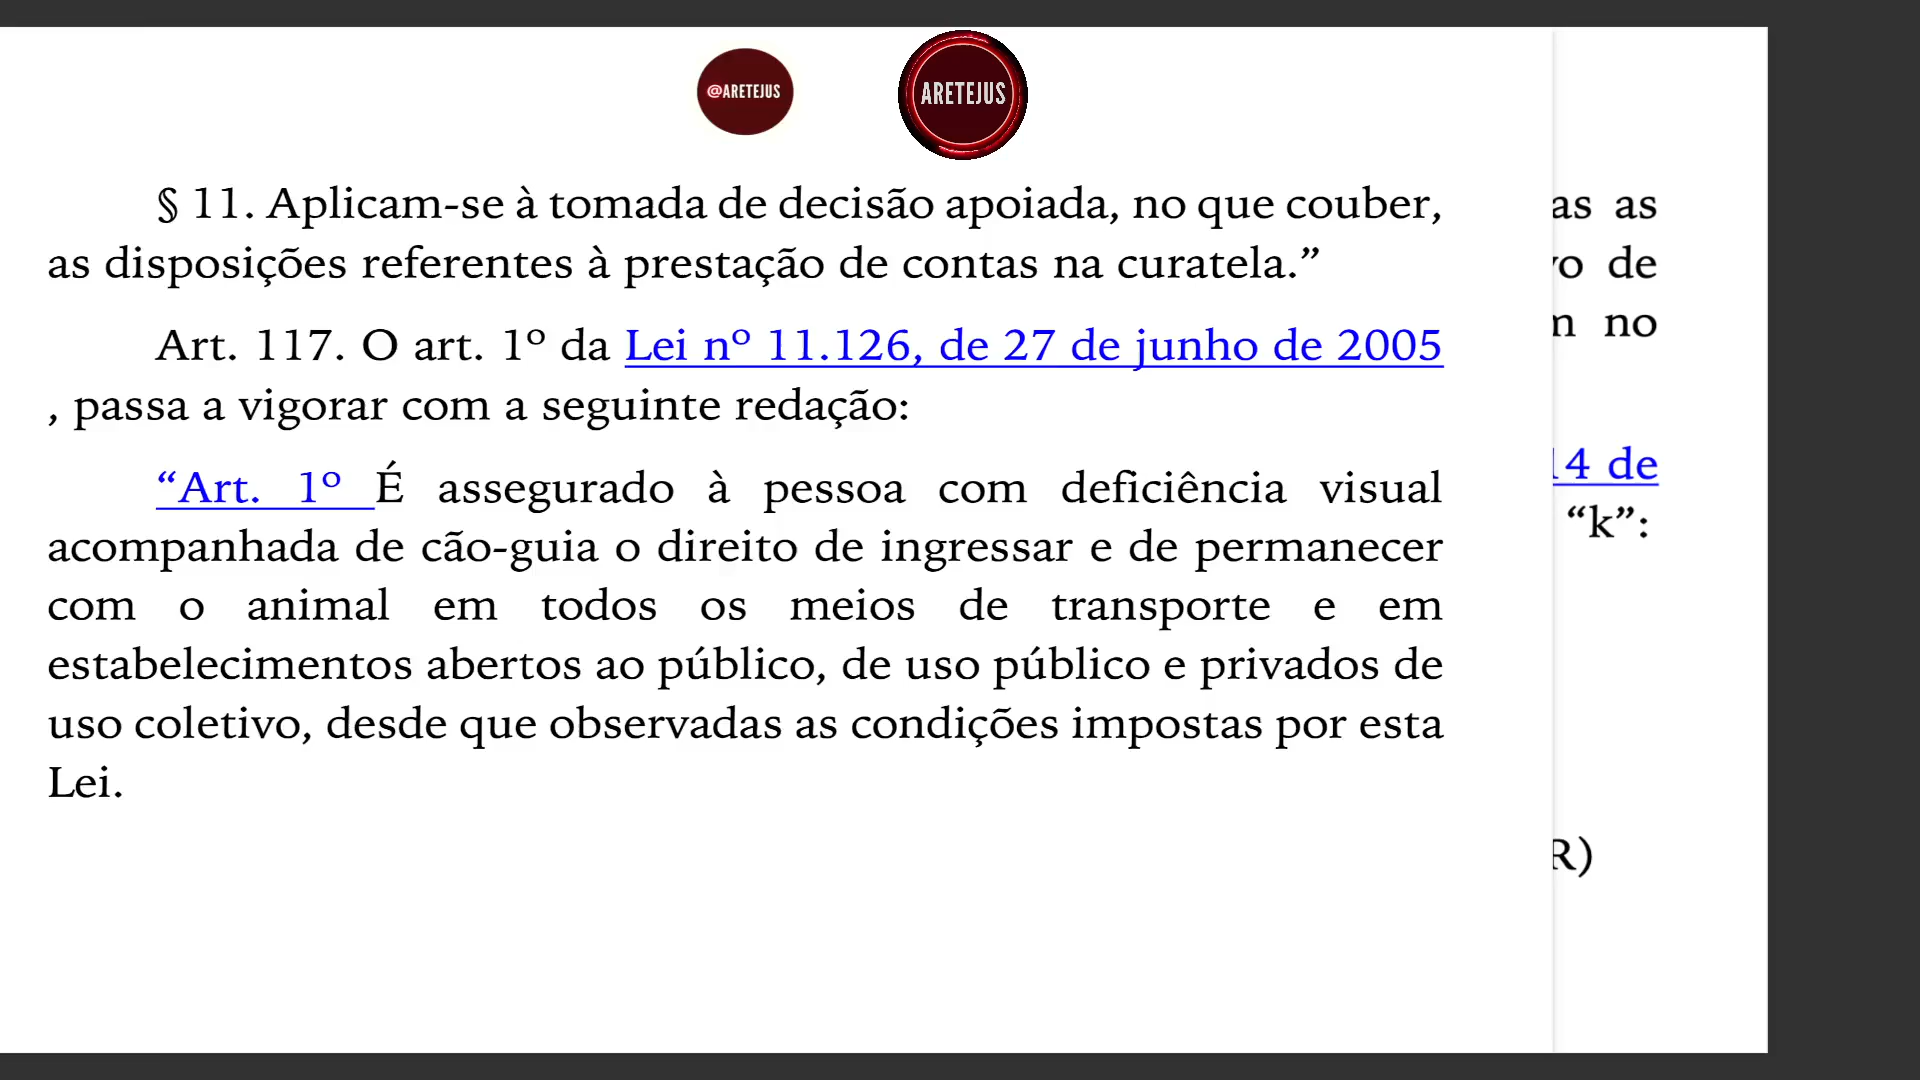 @ARETEJUS
ARETEJUS
§ 11. Aplicam-se à tomada de decisão apoiada, no que couber,
as disposições referentes à prestação de contas na curatela.”
Art. 117. O art. 1º da Lei nº 11.126, de 27 de junho de 2005
, passa a vigorar com a seguinte redação:
“Art. 1º É assegurado à pessoa com deficiência visual
acompanhada de cão-guia o direito de ingressar e de permanecer
com o animal em todos os meios de transporte e em
estabelecimentos abertos ao público, de uso público e privados de
uso coletivo, desde que observadas as condições impostas por esta
Lei.
as as
de
no
14 de
“k”:
R)